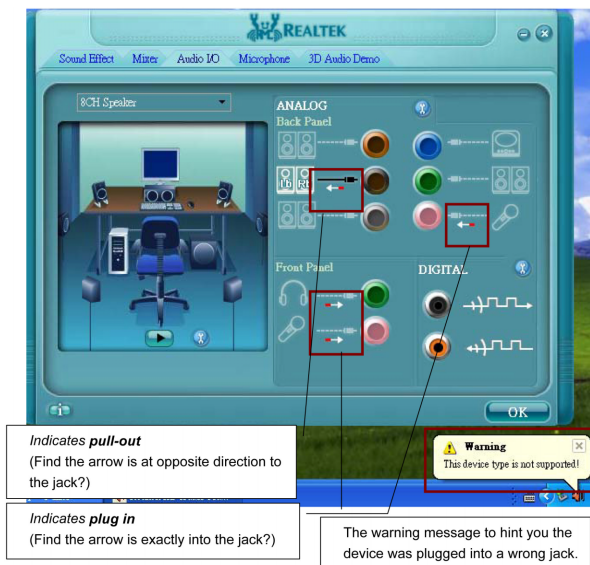 REALTEK
Sound Effect Mixer Audio I/O Microphone 3D Audio Demo
8CH Speaker
ANALOG
Back Panel
Lb Rb
Front Panel
DIGITAL
OK
Indicates pull-out
(Find the arrow is at opposite direction to
the jack?)
Warning
This device type is not supported!
Indicates plug in
(Find the arrow is exactly into the jack?)
The warning message to hint you the
device was plugged into a wrong jack.